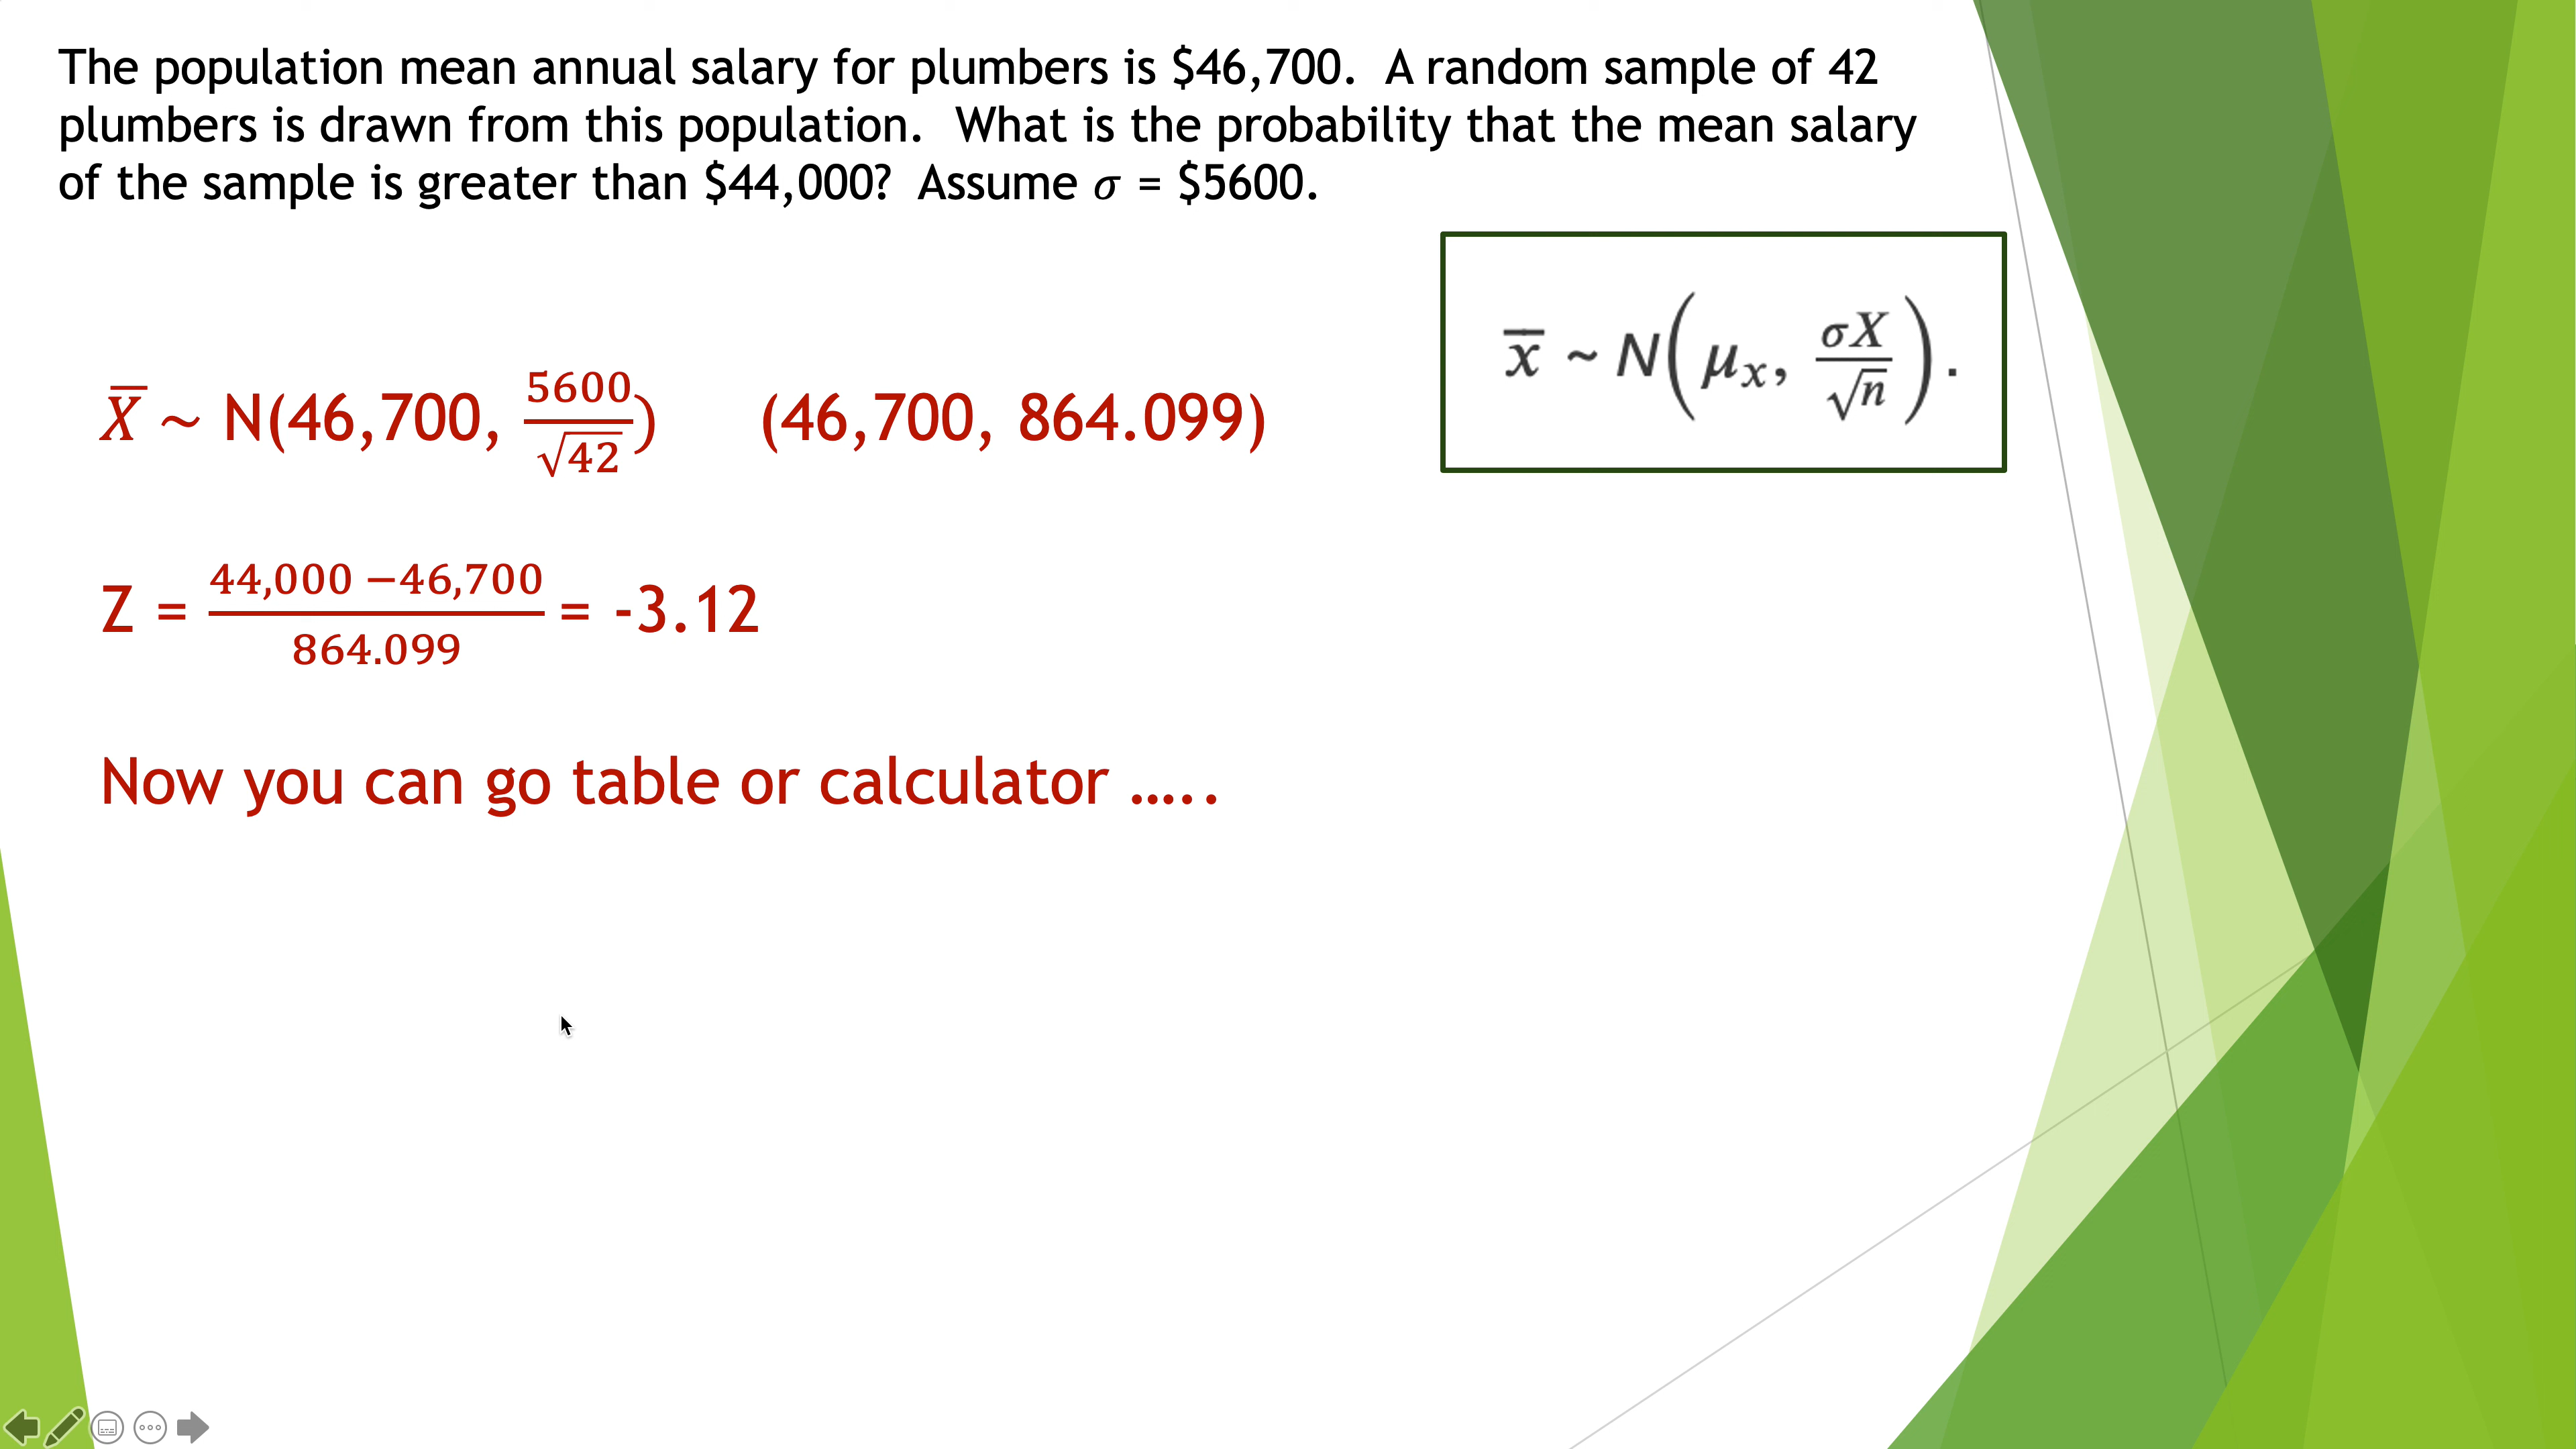 The population mean annual salary for plumbers is $46,700.  A random sample of 42
plumbers is drawn from this population.  What is the probability that the mean salary
of the sample is greater than $44,000?  Assume σ = $5600.
x̅ ~ N(μₓ, σX/√n).
X̅ ~ N(46,700, 5600/√42)  (46,700, 864.099)
Z = 44,000 −46,700/864.099 = -3.12
Now you can go table or calculator …..